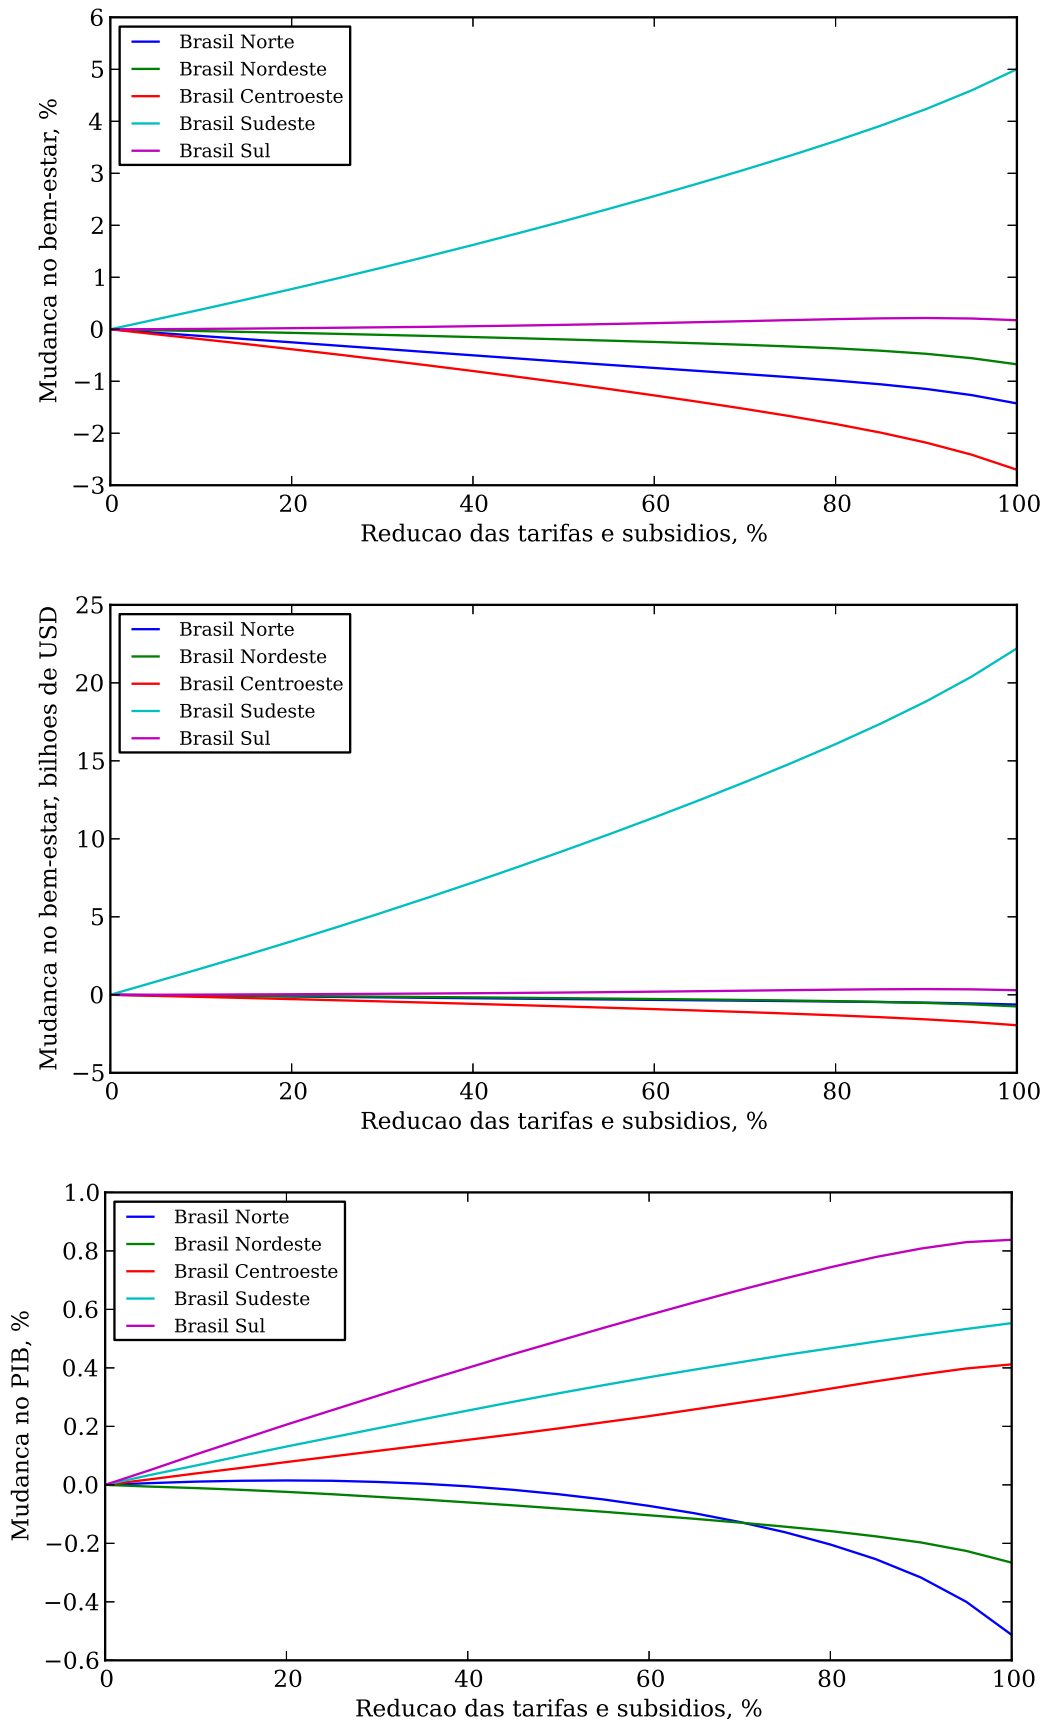 6
5
4
3
2
1
0
−1
−2
−3
Mudanca no bem-estar, %
Brasil Norte
Brasil Nordeste
Brasil Centroeste
Brasil Sudeste
Brasil Sul
0 20 40 60 80 100
Reducao das tarifas e subsidios, %
25
20
15
10
5
0
−5
Mudanca no bem-estar, bilhoes de USD
Brasil Norte
Brasil Nordeste
Brasil Centroeste
Brasil Sudeste
Brasil Sul
0 20 40 60 80 100
Reducao das tarifas e subsidios, %
1.0
0.8
0.6
0.4
0.2
0.0
−0.2
−0.4
−0.6
Mudanca no PIB, %
Brasil Norte
Brasil Nordeste
Brasil Centroeste
Brasil Sudeste
Brasil Sul
0 20 40 60 80 100
Reducao das tarifas e subsidios, %